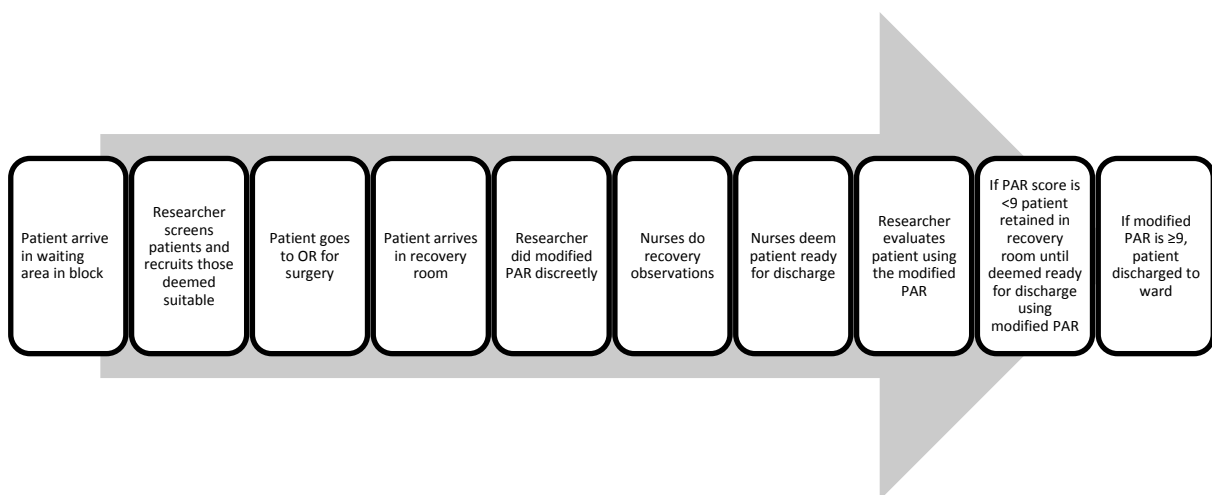 Patient arrive
in waiting
area in block
Researcher
screens
patients and
recruits those
deemed
suitable
Patient goes
to OR for
surgery
Patient arrives
in recovery
room
Researcher
did modified
PAR discreetly
Nurses do
recovery
observations
Nurses deem
patient ready
for discharge
Researcher
evaluates
patient using
the modified
PAR
If PAR score is
<9 patient
retained in
recovery
room until
deemed ready
for discharge
using
modified PAR
If modified
PAR is ≥9,
patient
discharged to
ward